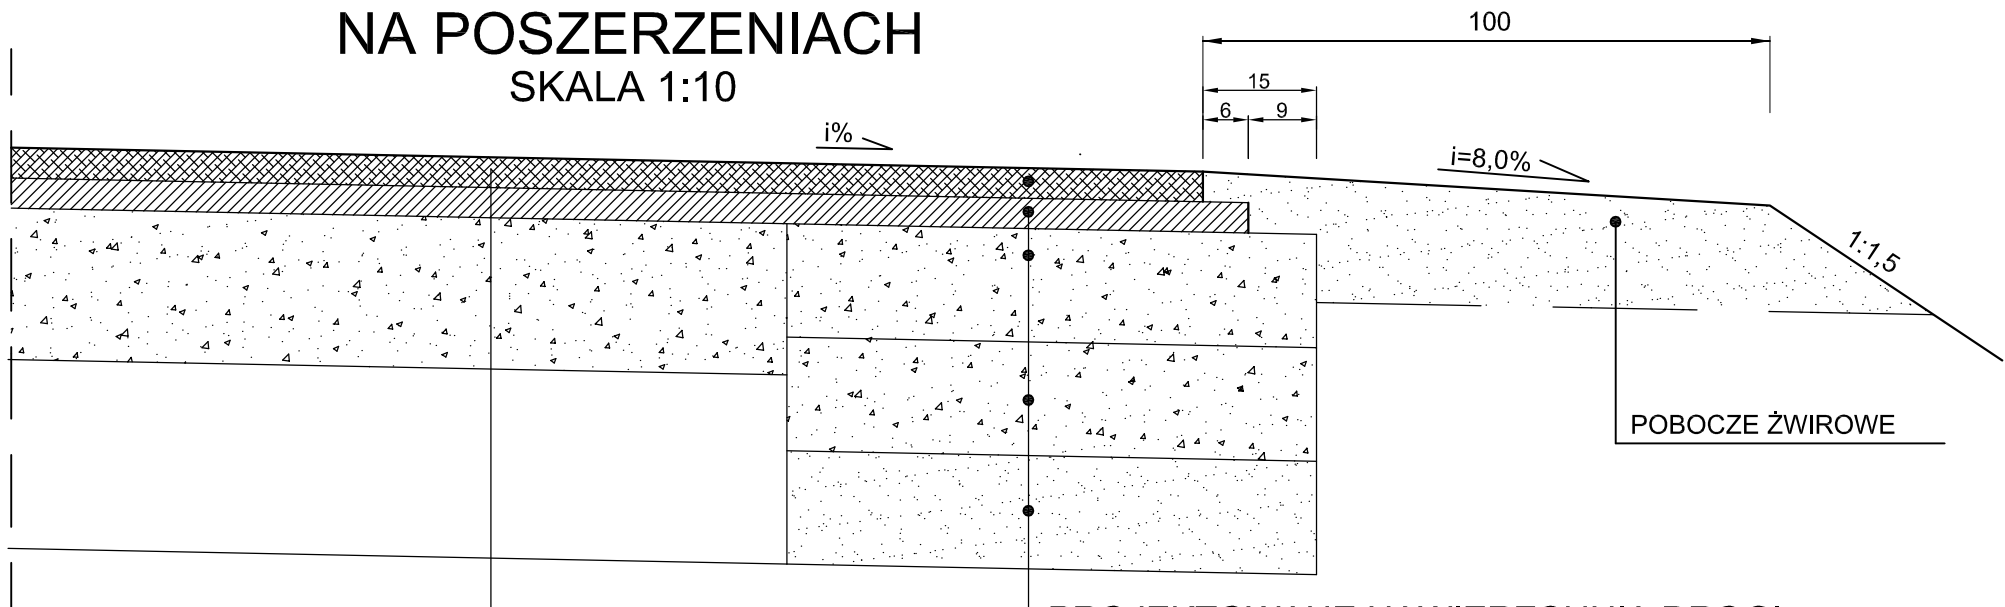 NA POSZERZENIACH
SKALA 1:10
100
15
6 9
i%
i=8,0%
1:1,5
POBOCZE ŻWIROWE